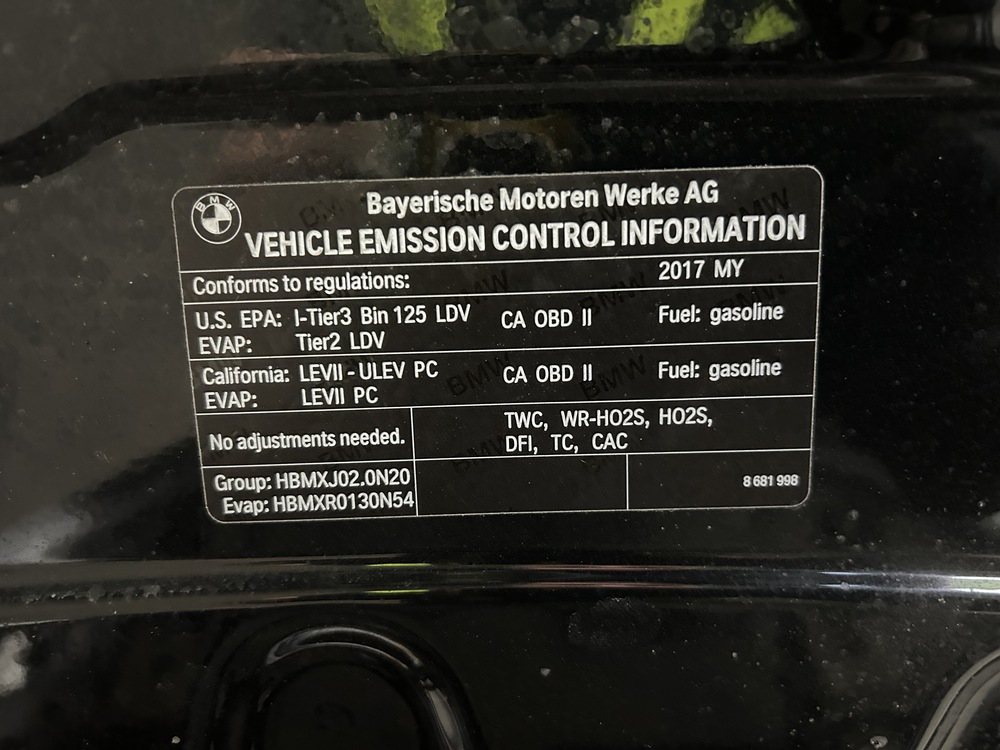 BMW
Bayerische Motoren Werke AG
VEHICLE EMISSION CONTROL INFORMATION
Conforms to regulations: 2017 MY
U.S. EPA: I-Tier3 Bin 125 LDV CA OBD II Fuel: gasoline
EVAP: Tier2 LDV
California: LEVII - ULEV PC CA OBD II Fuel: gasoline
EVAP: LEVII PC
No adjustments needed.
TWC, WR-HO2S, HO2S,
DFI, TC, CAC
Group: HBMXJ02.0N20
Evap: HBMXR0130N54
8 681 998